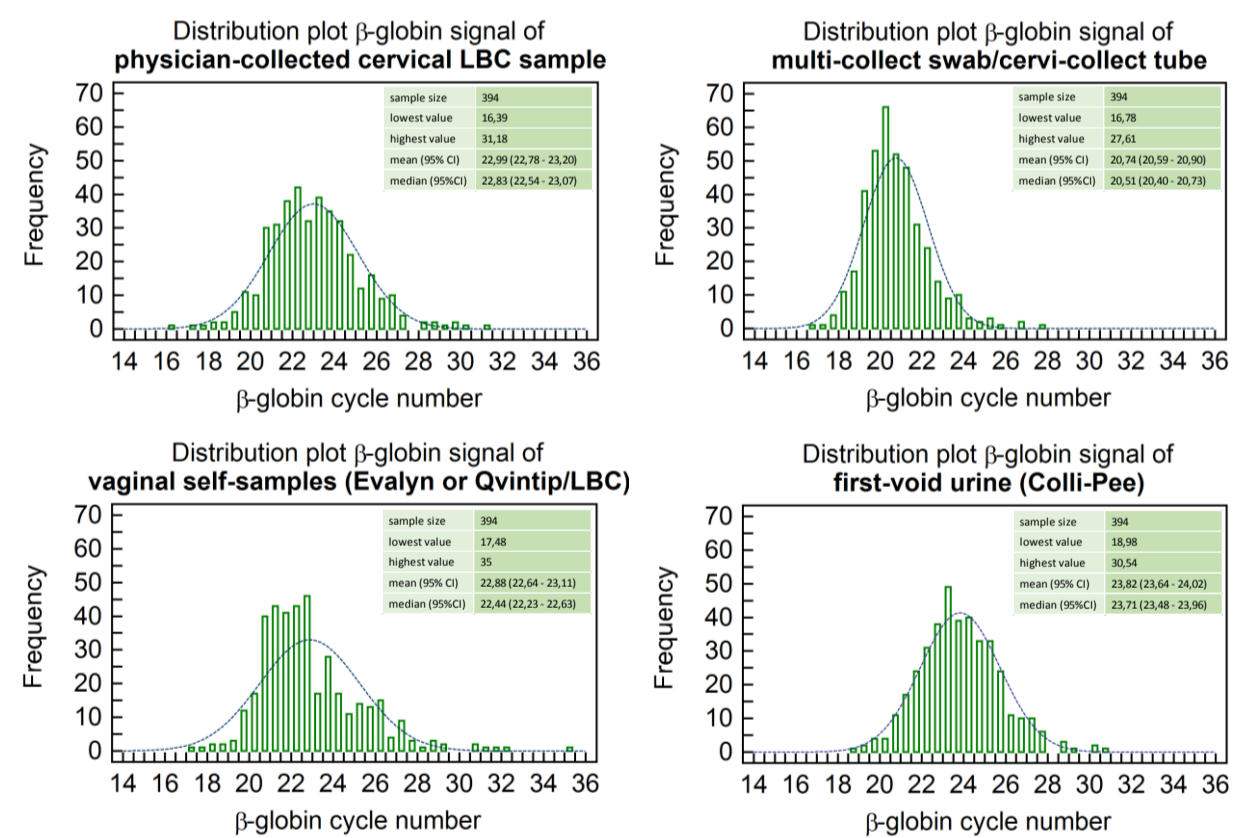 Distribution plot β-globin signal of
physician-collected cervical LBC sample
70
60
50
40
30
20
10
0
Frequency
sample size 394
lowest value 16,39
highest value 31,18
mean (95% CI) 22,99 (22,78 - 23,20)
median (95%CI) 22,83 (22,54 - 23,07)
14 16 18 20 22 24 26 28 30 32 34 36
β-globin cycle number
Distribution plot β-globin signal of
multi-collect swab/cervi-collect tube
70
60
50
40
30
20
10
0
Frequency
sample size 394
lowest value 16,78
highest value 27,61
mean (95% CI) 20,74 (20,59 - 20,90)
median (95%CI) 20,51 (20,40 - 20,73)
14 16 18 20 22 24 26 28 30 32 34 36
β-globin cycle number
Distribution plot β-globin signal of
vaginal self-samples (Evalyn or Qvintip/LBC)
70
60
50
40
30
20
10
0
Frequency
sample size 394
lowest value 17,48
highest value 35
mean (95% CI) 22,88 (22,64 - 23,11)
median (95%CI) 22,44 (22,23 - 22,63)
14 16 18 20 22 24 26 28 30 32 34 36
β-globin cycle number
Distribution plot β-globin signal of
first-void urine (Colli-Pee)
70
60
50
40
30
20
10
0
Frequency
sample size 394
lowest value 18,98
highest value 30,54
mean (95% CI) 23,82 (23,64 - 24,02)
median (95%CI) 23,71 (23,48 - 23,96)
14 16 18 20 22 24 26 28 30 32 34 36
β-globin cycle number